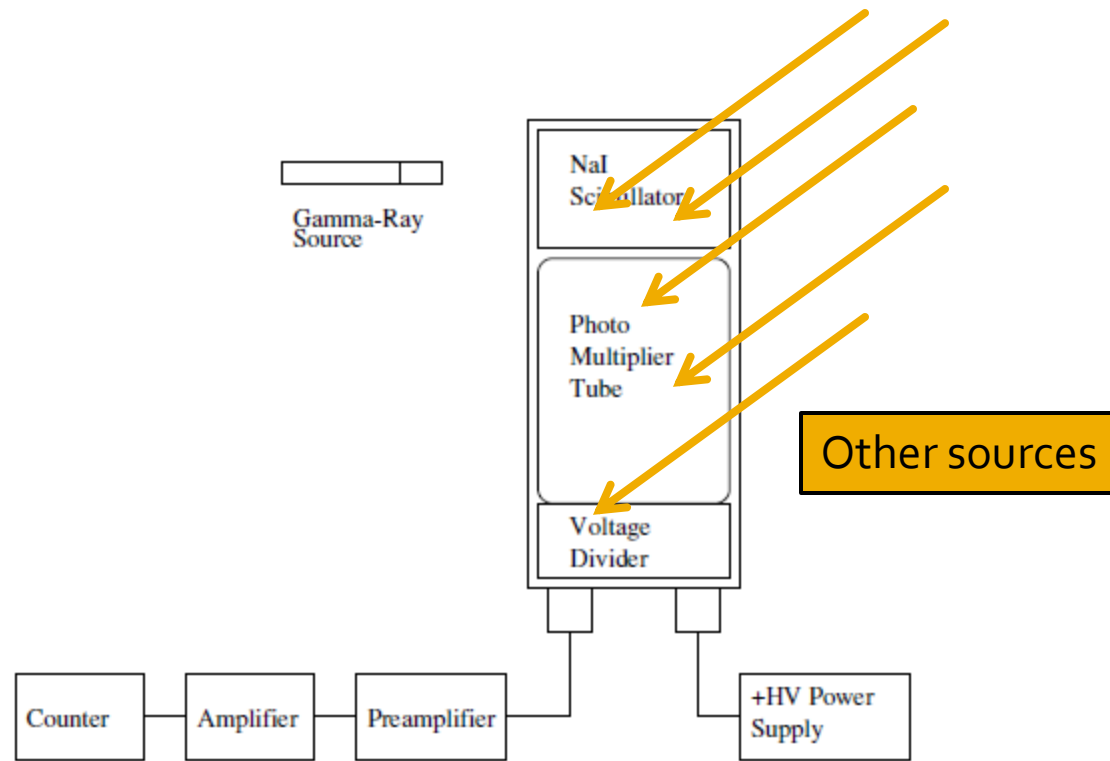 NaI
Scintillator
Gamma-Ray
Source
Photo
Multiplier
Tube
Other sources
Voltage
Divider
Counter
Amplifier
Preamplifier
+HV Power
Supply